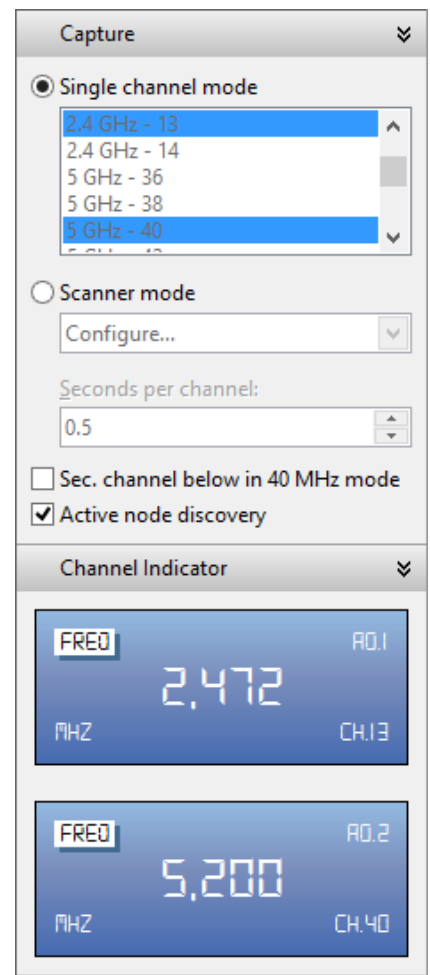 Capture
Single channel mode
2.4 GHz - 13
2.4 GHz - 14
5 GHz - 36
5 GHz - 38
5 GHz - 40
Scanner mode
Configure...
Seconds per channel:
0.5
Sec. channel below in 40 MHz mode
Active node discovery
Channel Indicator
FREQ AD.1
2,472
MHZ CH.13
FREQ AD.2
5,200
MHZ CH.40